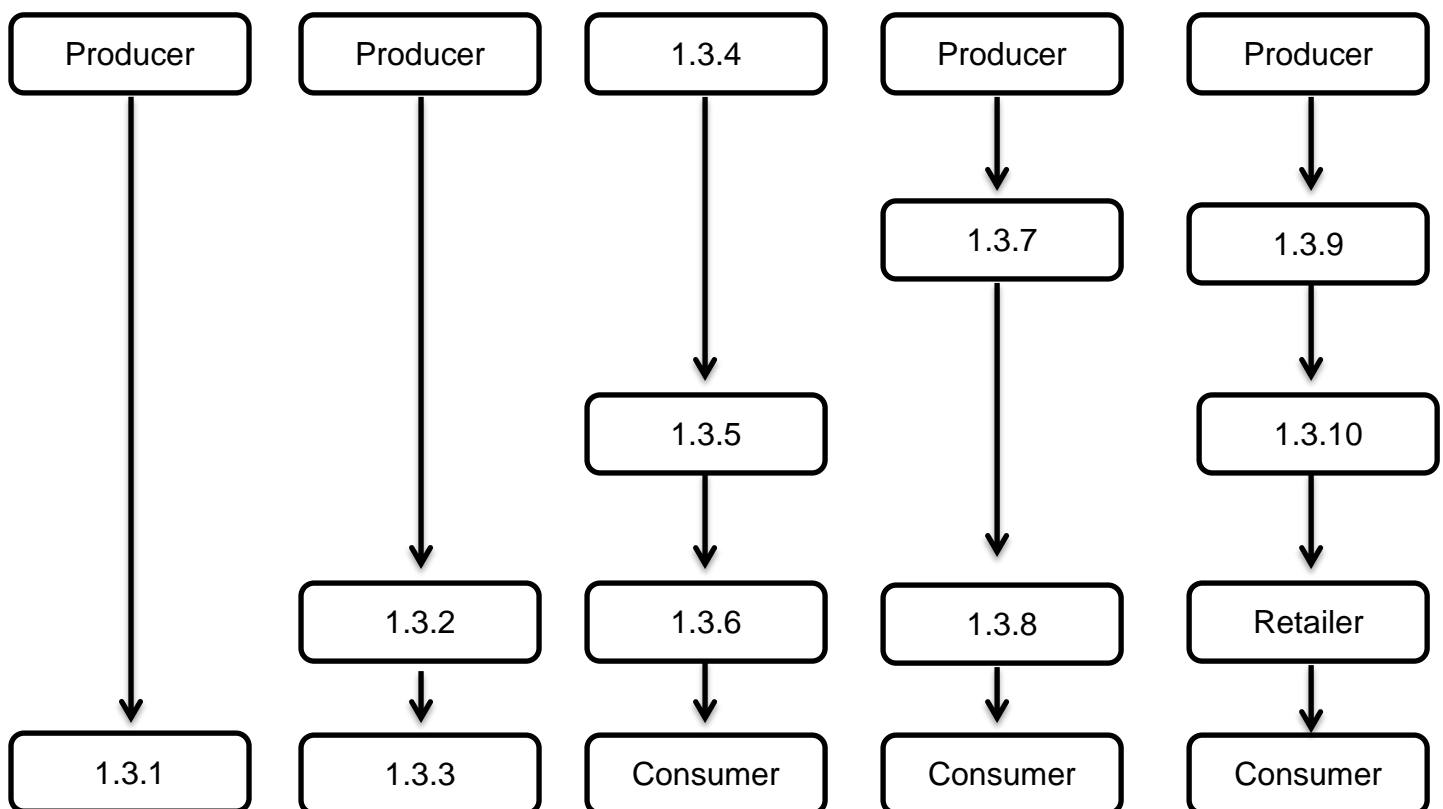 Producer
Producer
1.3.4
Producer
Producer
1.3.7
1.3.9
1.3.5
1.3.10
1.3.2
1.3.6
1.3.8
Retailer
1.3.1
1.3.3
Consumer
Consumer
Consumer